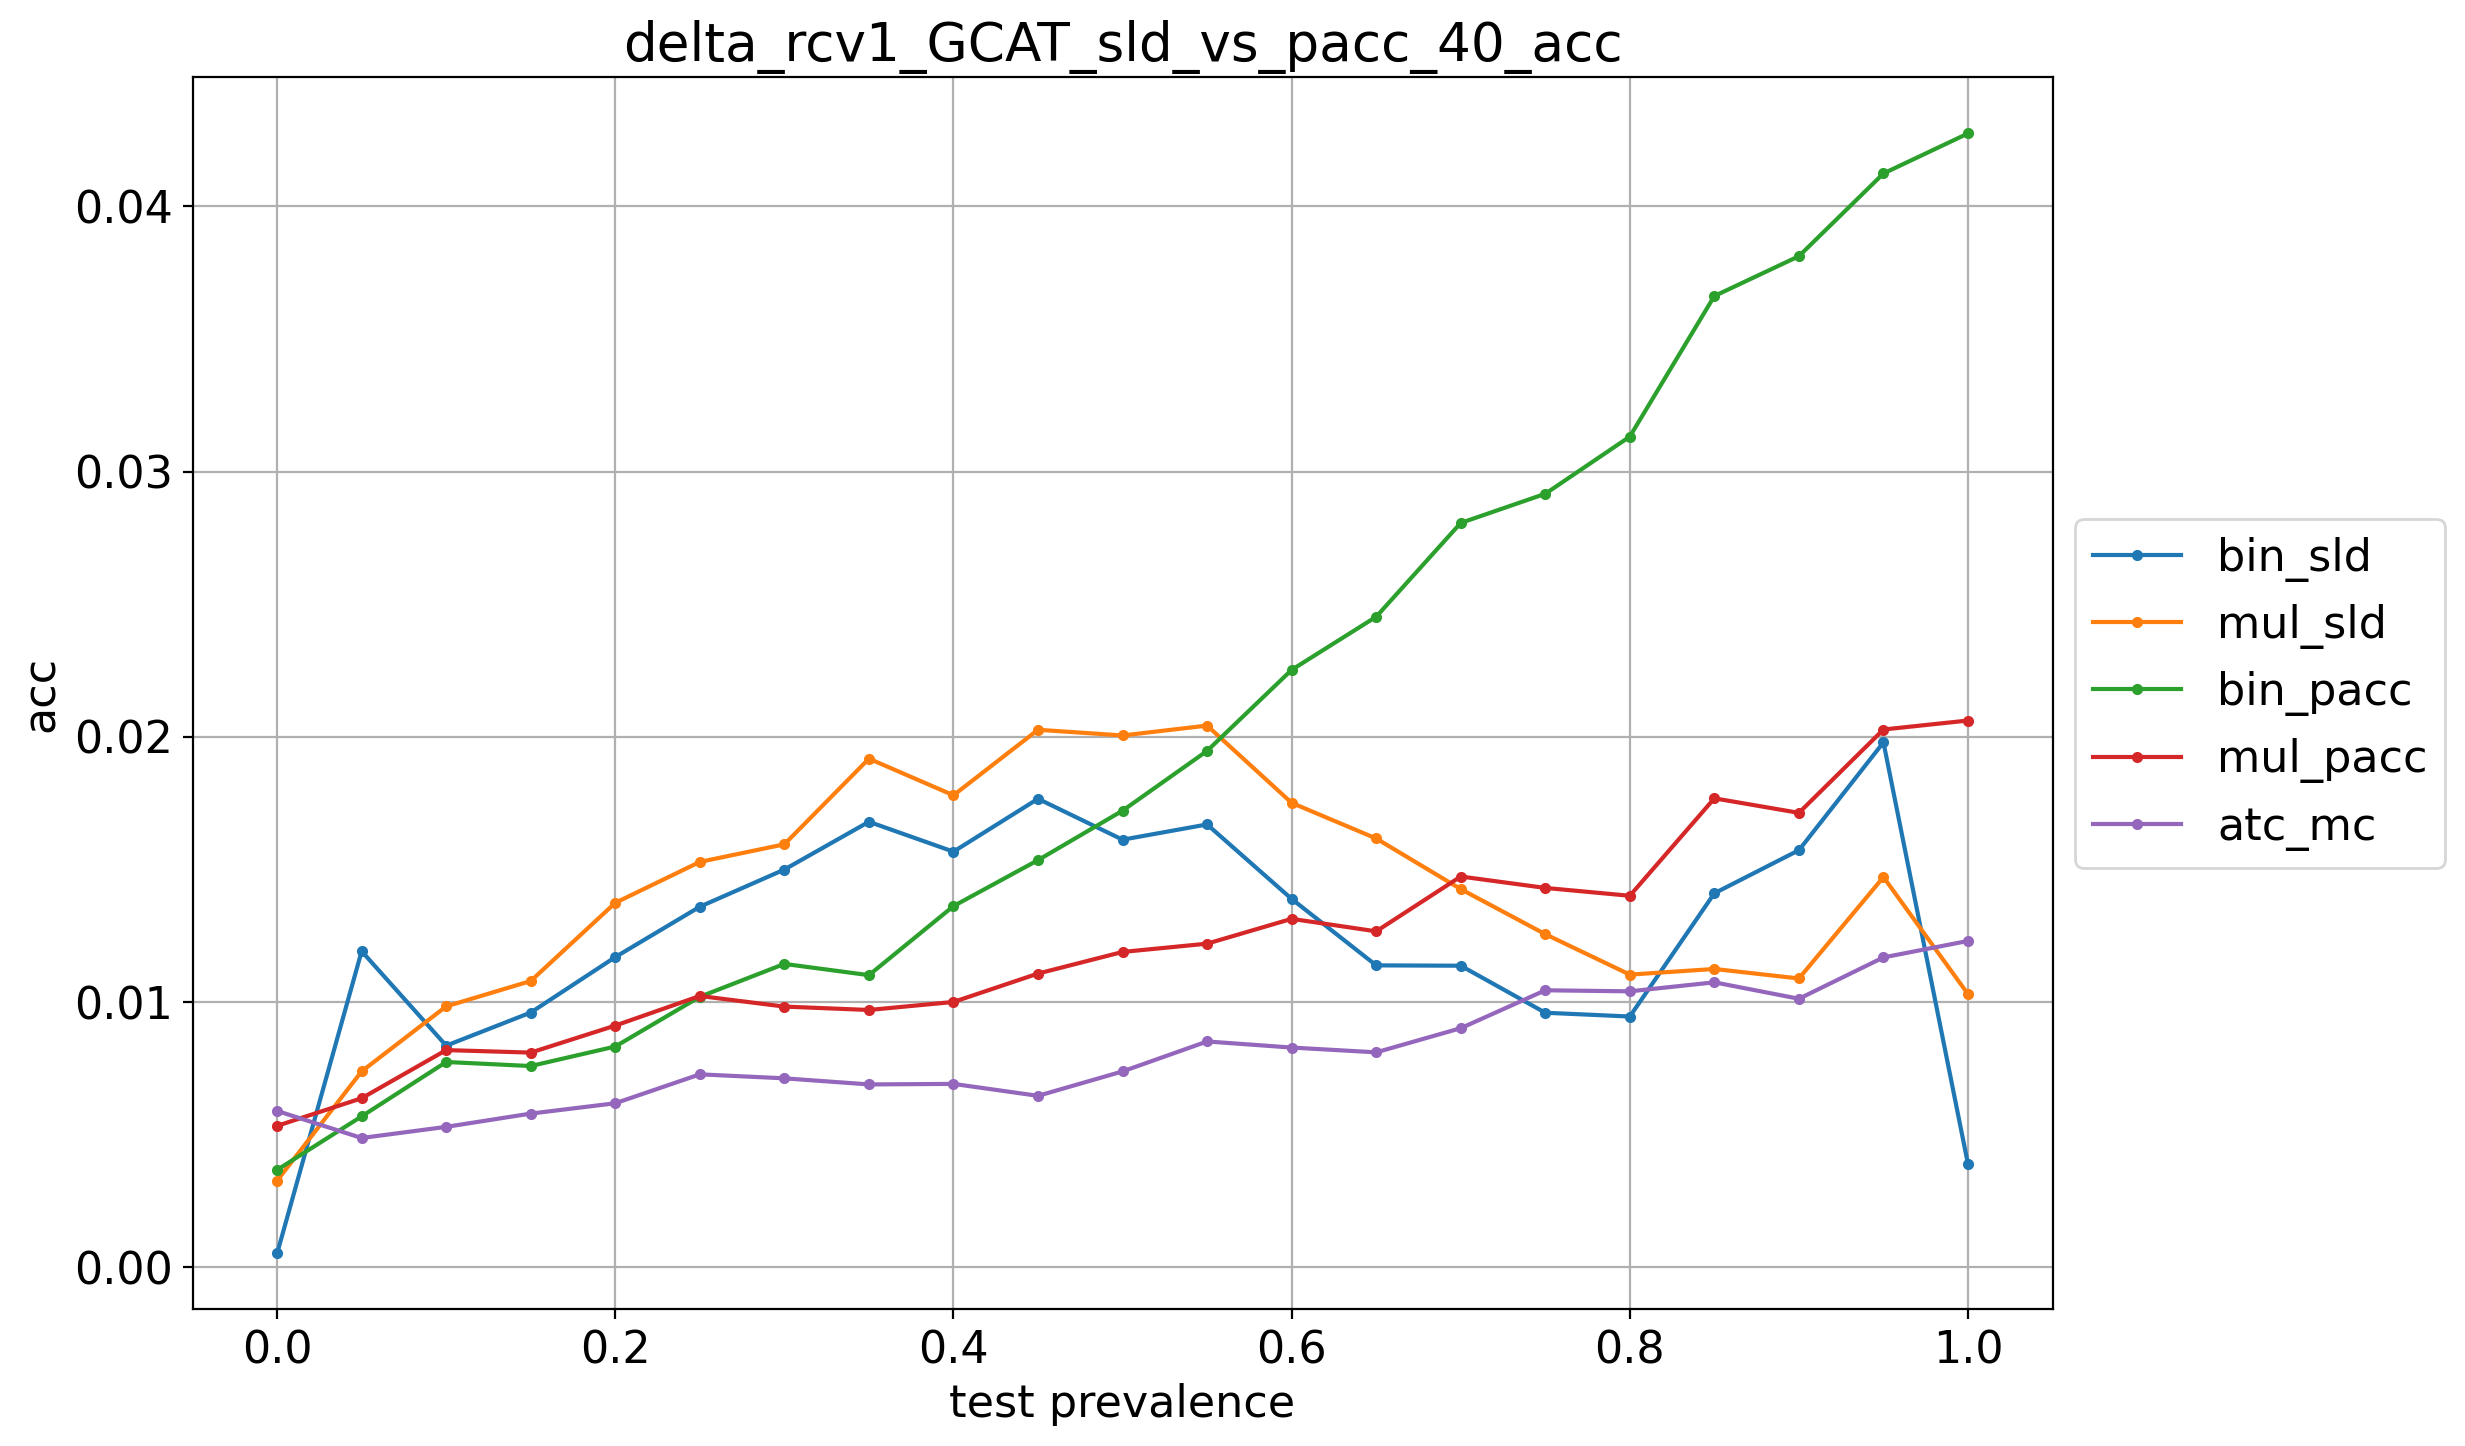 delta_rcv1_GCAT_sld_vs_pacc_40_acc
acc
0.04
0.03
0.02
0.01
0.00
0.0 0.2 0.4 0.6 0.8 1.0
test prevalence
bin_sld
mul_sld
bin_pacc
mul_pacc
atc_mc